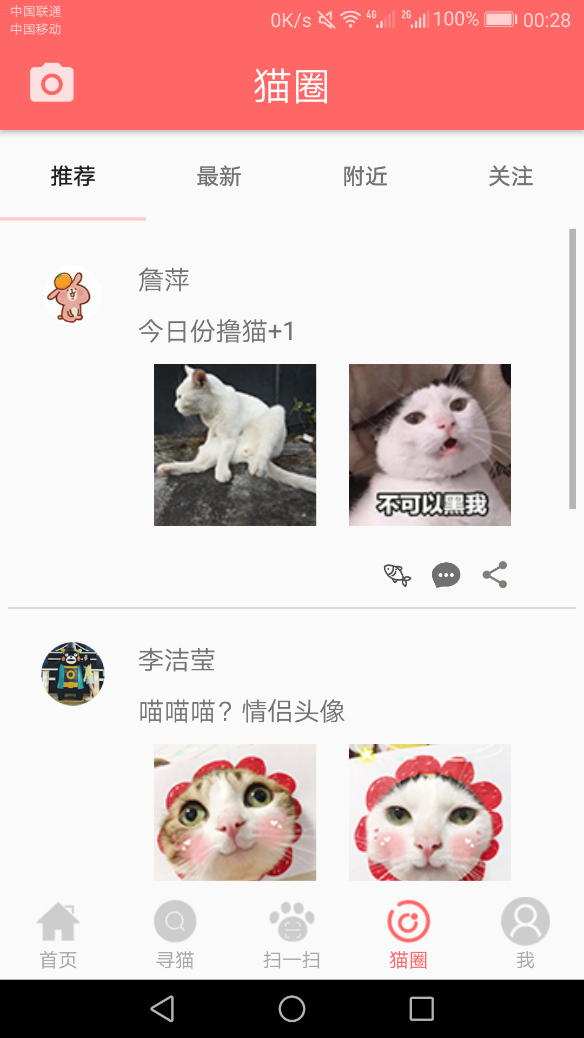 中国联通
中国移动
0K/s 4G 2G 100% 00:28
猫圈
推荐 最新 附近 关注
詹萍
今日份撸猫+1
不可以黑我
李洁莹
喵喵喵？情侣头像
首页 寻猫 扫一扫 猫圈 我